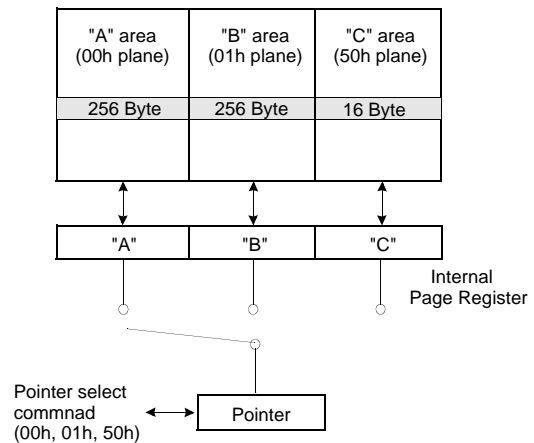 "A" area "B" area "C" area
(00h plane) (01h plane) (50h plane)
256 Byte 256 Byte 16 Byte
"A" "B" "C"
Internal
Page Register
Pointer select
commnad
(00h, 01h, 50h)
Pointer